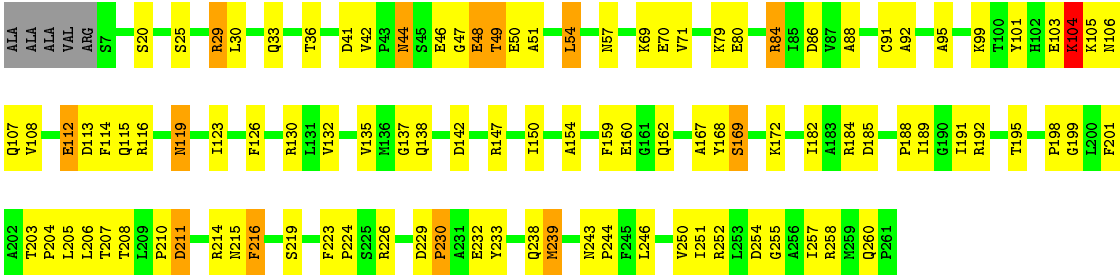 ALA ALA ALA VAL ARG S7 S20 S25 R29 L30 Q33 T36 D41 V42 P43 N44 S45 E46 G47 E48 T49 E50 A51 L54 N57 K69 E70 V71 K79 E80 R84 I85 D86 V87 A88 C91 A92 A95 K99 T100 Y101 H102 E103 K104 K105 N106
Q107 V108 E112 D113 F114 Q115 R116 N119 I123 F126 R130 L131 V132 V135 M136 G137 Q138 D142 R147 I150 A154 F159 E160 G161 Q162 A167 Y168 S169 K172 I182 A183 R184 D185 P188 I189 G190 I191 R192 T195 P198 G199 L200 F201
A202 T203 P204 L205 L206 T207 T208 L209 P210 D211 R214 N215 F216 S219 F223 P224 S225 R226 D229 P230 A231 E232 Y233 Q238 M239 N243 P244 F245 L246 V250 I251 R252 L253 D254 G255 A256 I257 R258 M259 Q260 P261